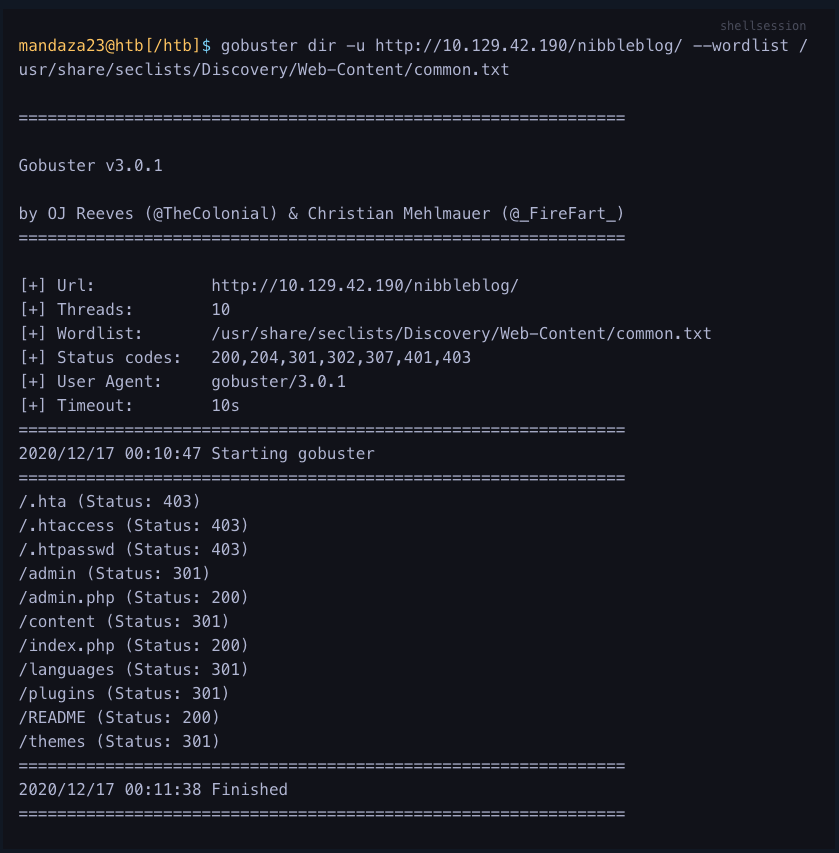 shellsession
mandaza23@htb[/htb]$ gobuster dir -u http://10.129.42.190/nibbleblog/ --wordlist /
usr/share/seclists/Discovery/Web-Content/common.txt
===============================================================
Gobuster v3.0.1
by OJ Reeves (@TheColonial) & Christian Mehlmauer (@_FireFart_)
===============================================================
[+] Url:            http://10.129.42.190/nibbleblog/
[+] Threads:        10
[+] Wordlist:       /usr/share/seclists/Discovery/Web-Content/common.txt
[+] Status codes:   200,204,301,302,307,401,403
[+] User Agent:     gobuster/3.0.1
[+] Timeout:        10s
===============================================================
2020/12/17 00:10:47 Starting gobuster
===============================================================
/.hta (Status: 403)
/.htaccess (Status: 403)
/.htpasswd (Status: 403)
/admin (Status: 301)
/admin.php (Status: 200)
/content (Status: 301)
/index.php (Status: 200)
/languages (Status: 301)
/plugins (Status: 301)
/README (Status: 200)
/themes (Status: 301)
===============================================================
2020/12/17 00:11:38 Finished
===============================================================